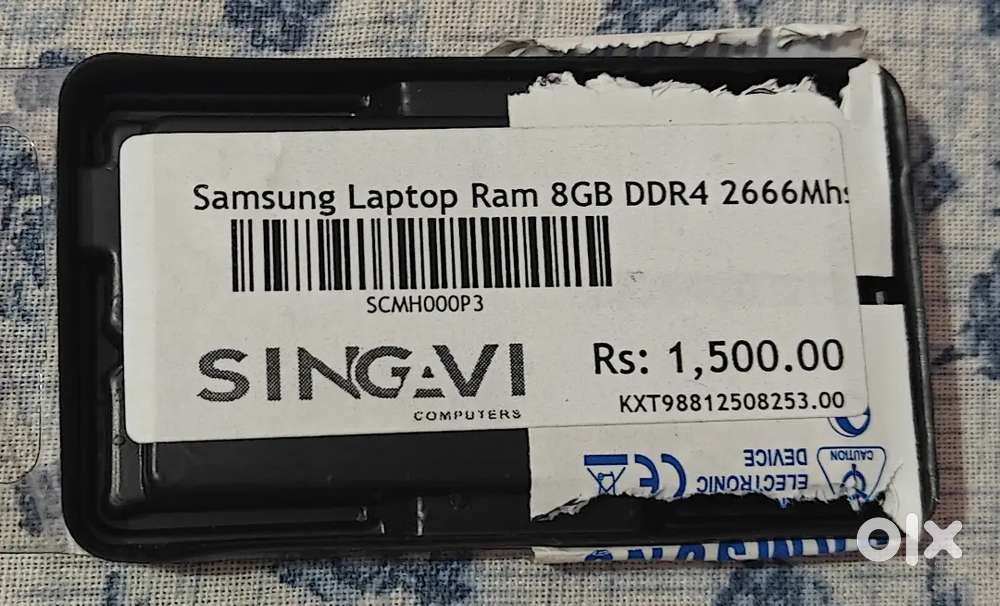 Samsung Laptop Ram 8GB DDR4 2666Mhs
SCMH000P3
SINGAVI
COMPUTERS
Rs: 1,500.00
KXT98812508253.00
CAUTION
ELECTRONIC
DEVICE
CE
olx